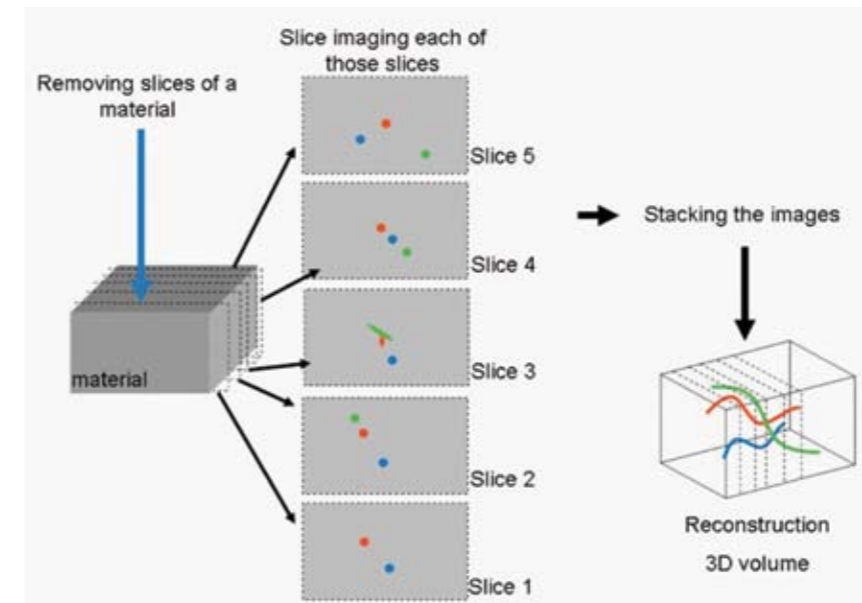 Removing slices of a
material
Slice imaging each of
those slices
Slice 5
Slice 4
Slice 3
Slice 2
Slice 1
material
Stacking the images
Reconstruction
3D volume